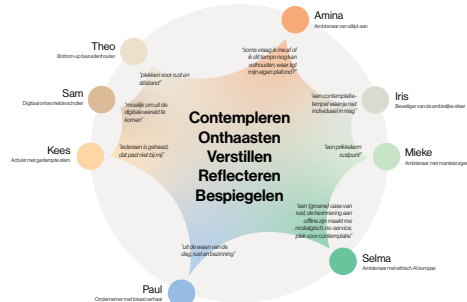 Amina
Ambtenaar van altijd-aan
"soms vraag ik me af of
ik dit tempo nog kan
volhouden, waar ligt
mijn eigen plafond?"
Theo
Bottom-up bezuidenhouter
"plekken voor rust en
stilstand"
Sam
Digitaal ontwortelde scholier
"moeilijk om uit de
digitale wereld te
komen"
Kees
Activist met gedempte stem
"iedereen is gehaast,
dat past niet bij mij"
Contempleren
Onthaasten
Verstillen
Reflecteren
Bespiegelen
Iris
Beveiliger van de ambtelijke sfeer
"een contemplatie-
tempel waar je niet
individueel in mag"
Mieke
Ambtenaar met mantelzorger
"een prikkelarm
rustpunt"
"een (groene) oase van
rust, de herinnering aan
offline zijn maakt me
nostalgisch, no-service,
plek voor contemplatie"
Selma
Ambtenaar met ethisch AI kompas
"uit de waan van de
dag, rust en bezinning"
Paul
Ondernemer met lokaal verhaal